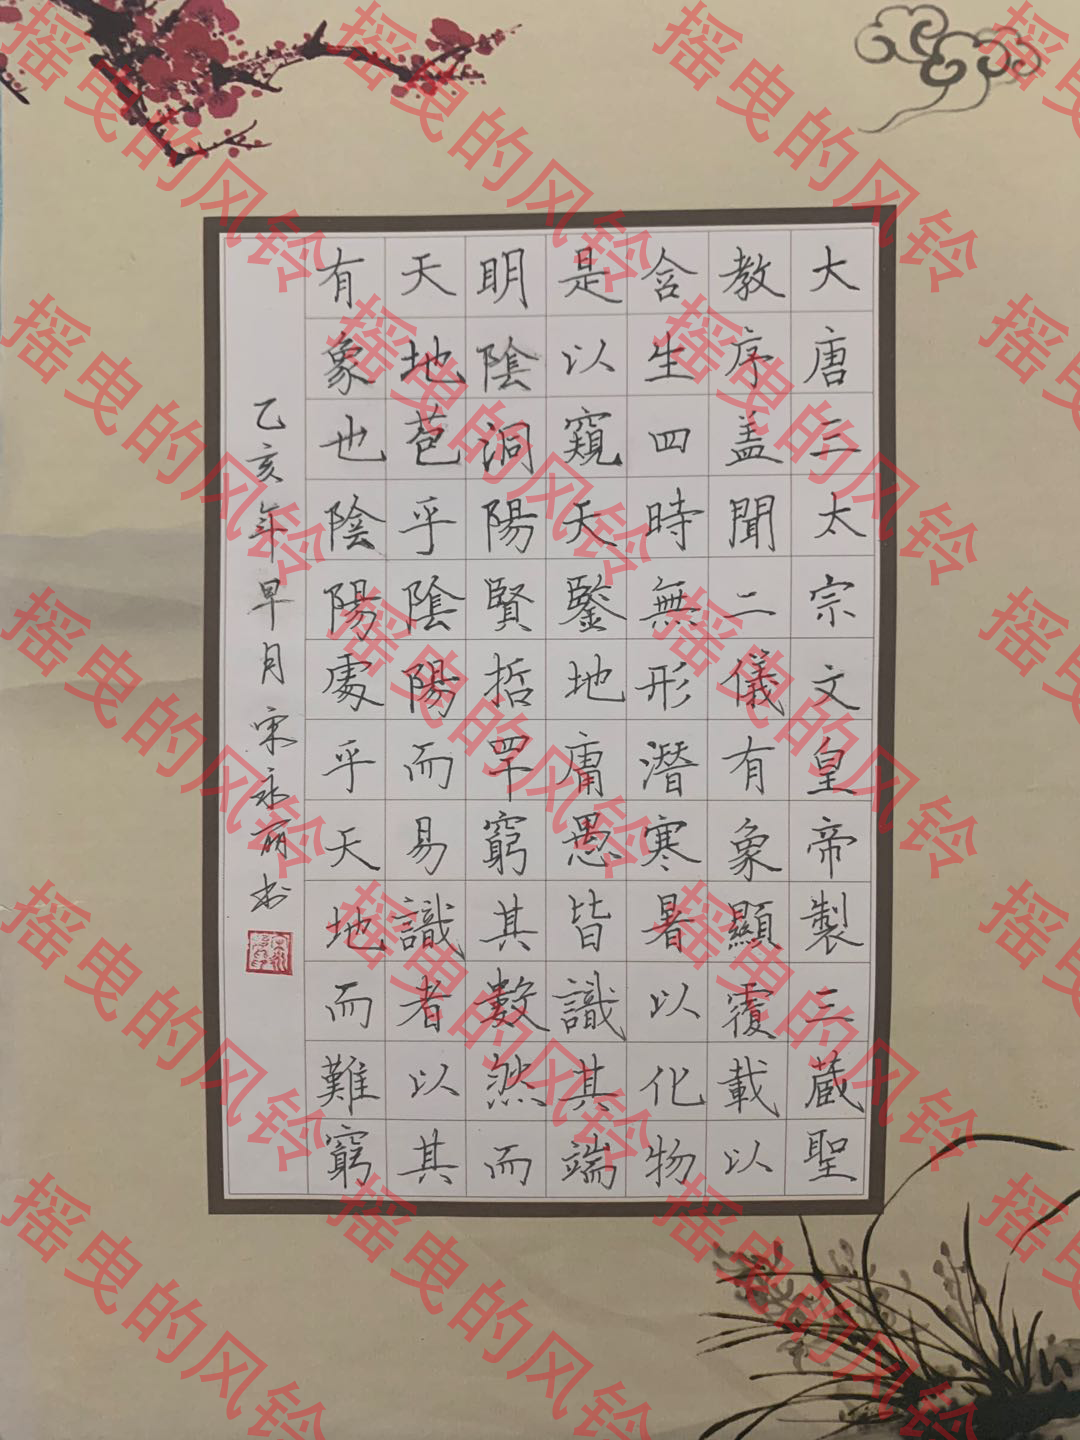 大唐三太宗文皇帝製三蔵聖
教序盖聞二儀有象顯覆載以
含生四時無形潛寒暑以化物
是以窺天鑒地庸愚皆識其端
明陰洞陽賢哲罕窮其數然而
天地苞乎陰陽而易識者以其
有象也陰陽處乎天地而難窮
乙亥年早月宋永丽书
摇曳的风铃